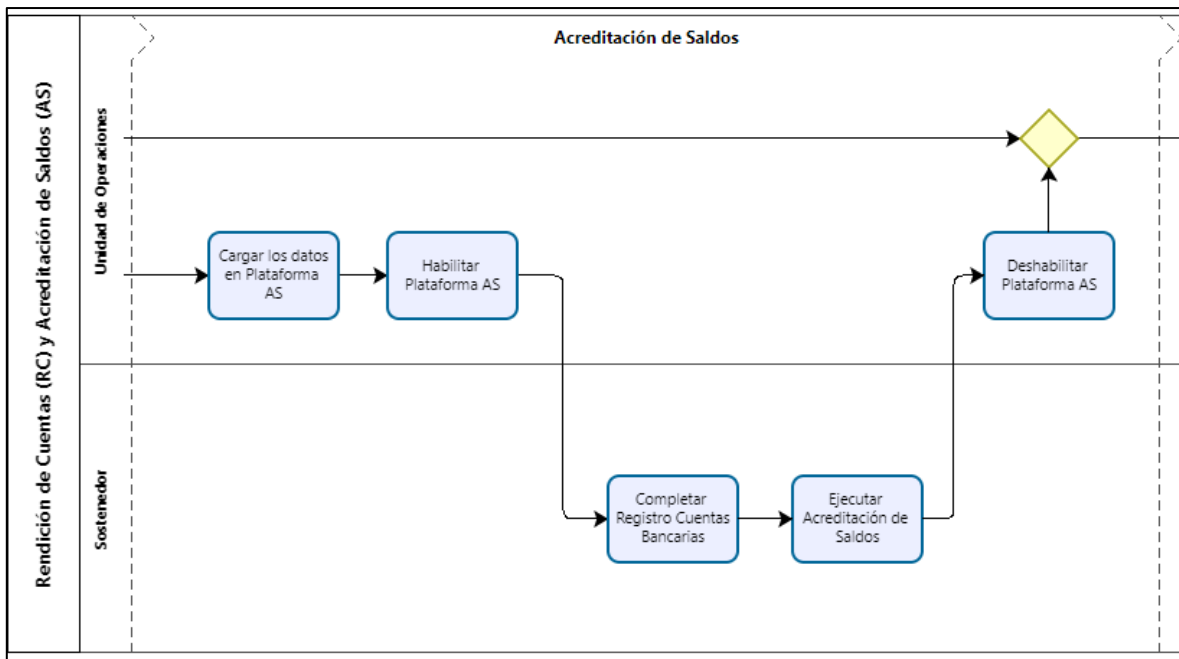 Rendición de Cuentas (RC) y Acreditación de Saldos (AS)
Acreditación de Saldos
Unidad de Operaciones
Cargar los datos
en Plataforma
AS
Habilitar
Plataforma AS
Deshabilitar
Plataforma AS
Sostenedor
Completar
Registro Cuentas
Bancarias
Ejecutar
Acreditación de
Saldos